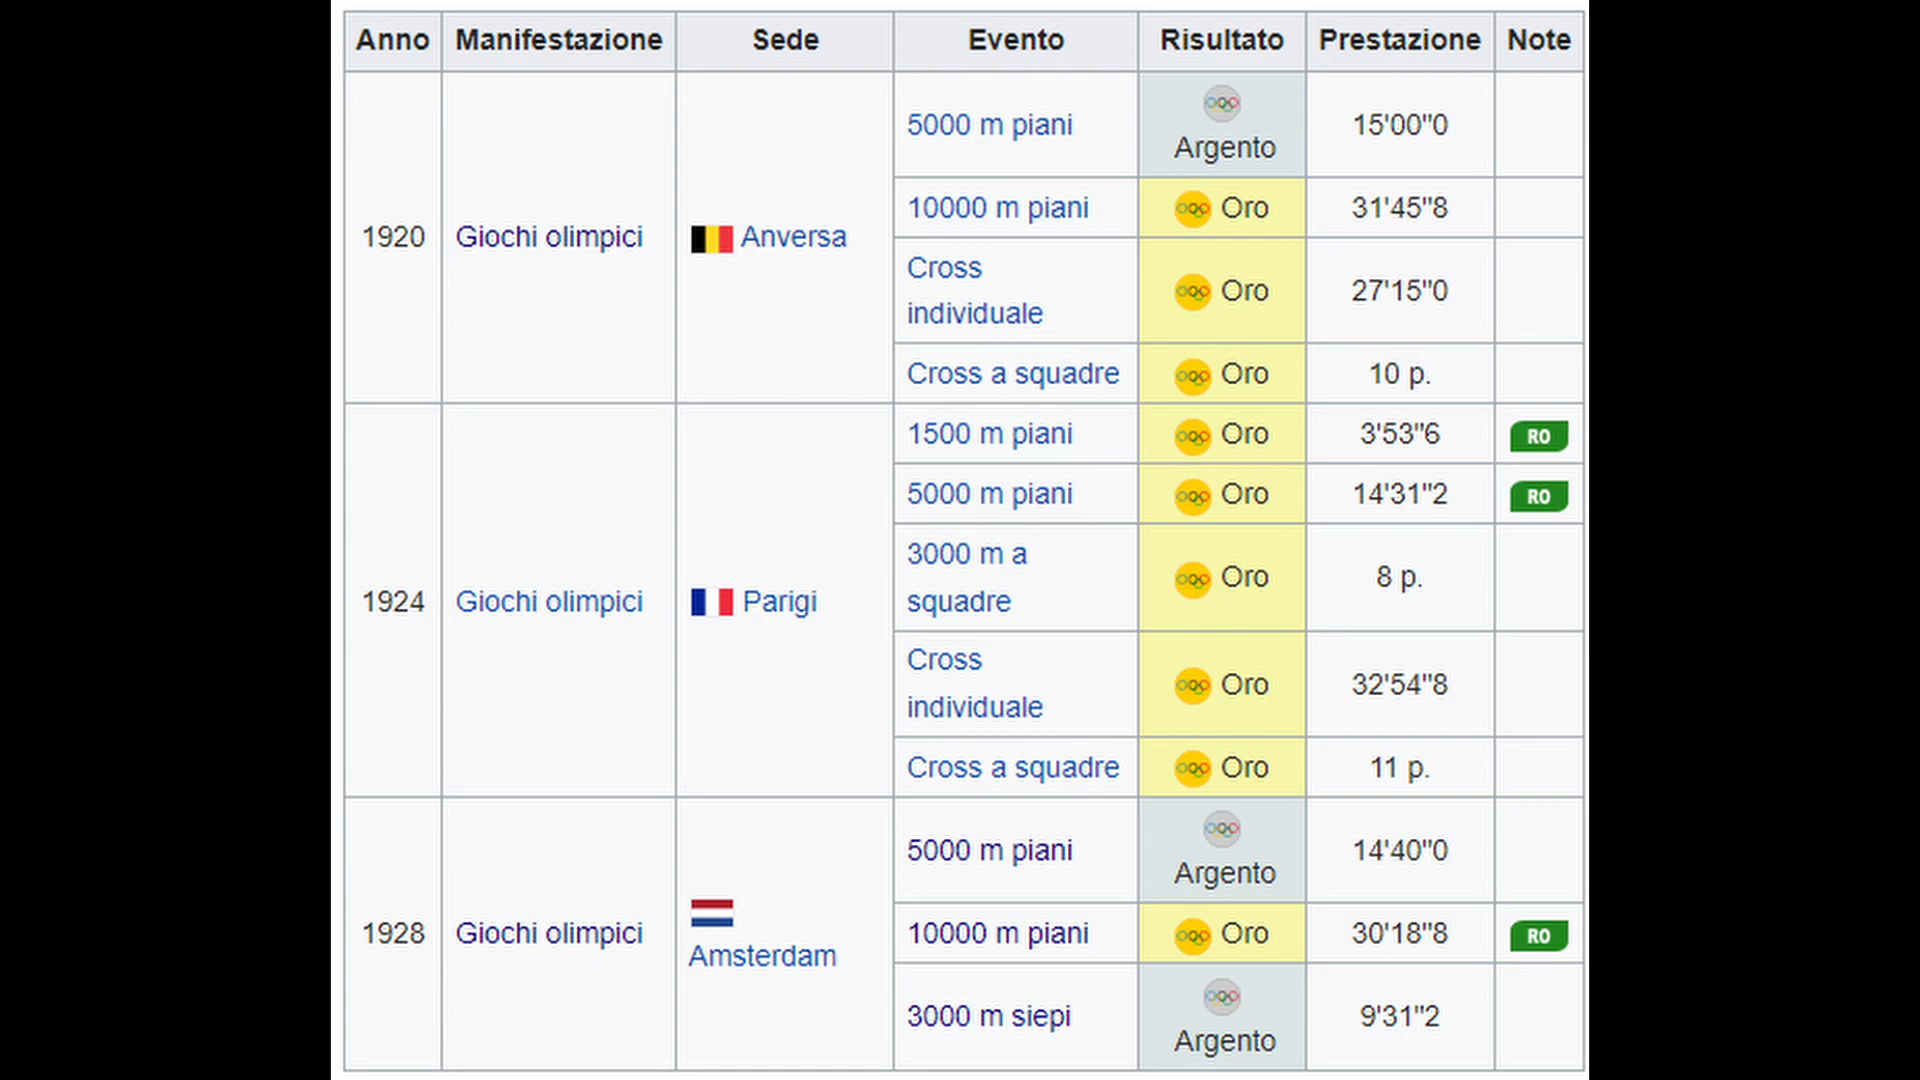 Anno Manifestazione Sede Evento Risultato Prestazione Note
1920 Giochi olimpici Anversa
5000 m piani Argento 15'00"0
10000 m piani Oro 31'45"8
Cross
individuale Oro 27'15"0
Cross a squadre Oro 10 p.
1924 Giochi olimpici Parigi
1500 m piani Oro 3'53"6 RO
5000 m piani Oro 14'31"2 RO
3000 m a
squadre Oro 8 p.
Cross
individuale Oro 32'54"8
Cross a squadre Oro 11 p.
1928 Giochi olimpici Amsterdam
5000 m piani Argento 14'40"0
10000 m piani Oro 30'18"8 RO
3000 m siepi Argento 9'31"2